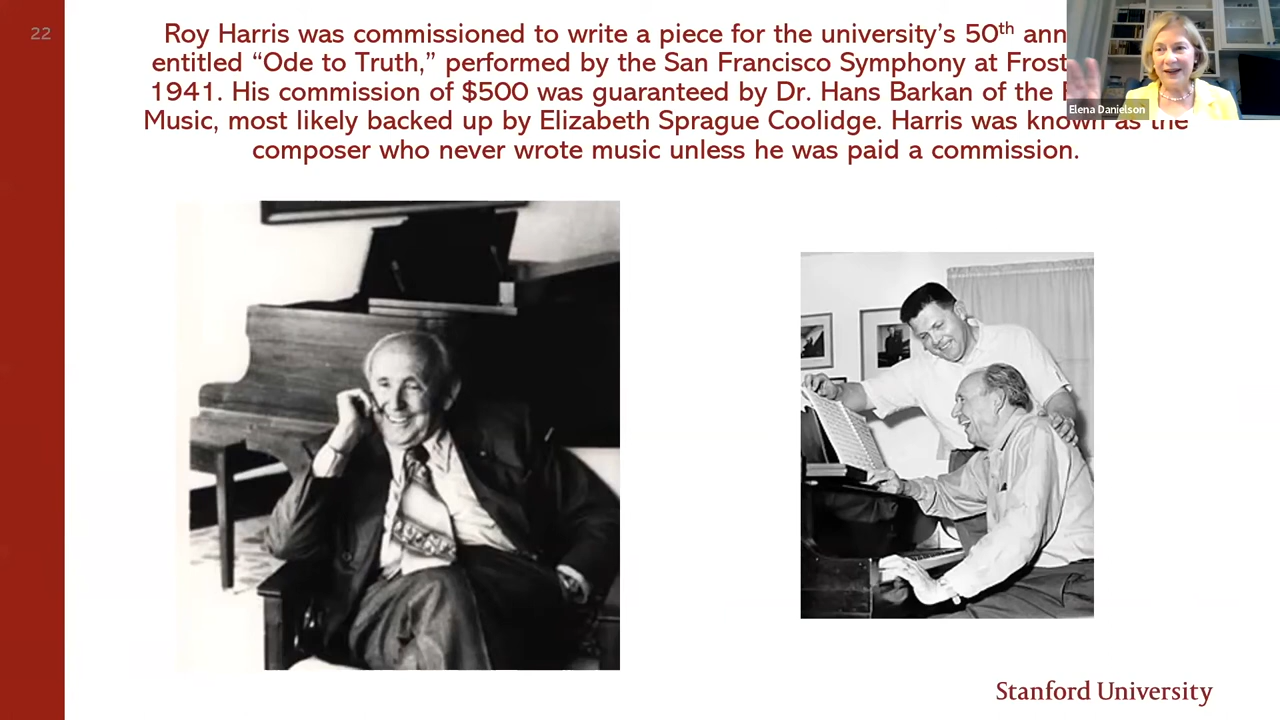 22
Roy Harris was commissioned to write a piece for the university’s 50th
entitled “Ode to Truth,” performed by the San Francisco Symphony at Frost
1941. His commission of $500 was guaranteed by Dr. Hans Barkan of the
Music, most likely backed up by Elizabeth Sprague Coolidge. Harris was known as the
composer who never wrote music unless he was paid a commission.
Elena Danielson
Stanford University